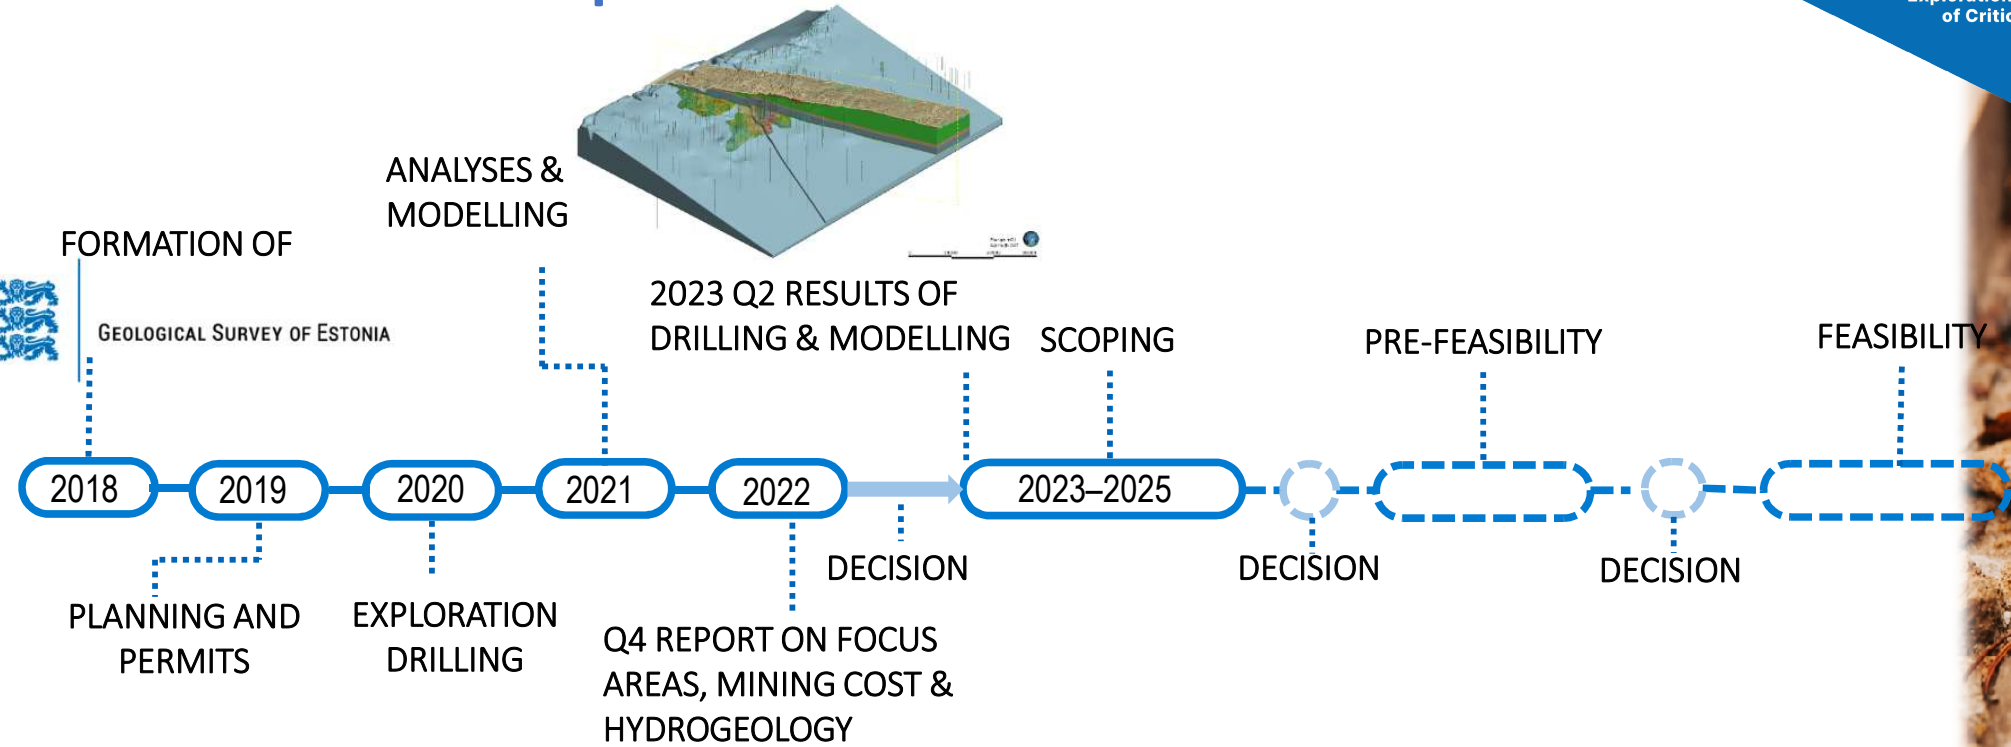 of Critic
ANALYSES &
MODELLING
FORMATION OF
GEOLOGICAL SURVEY OF ESTONIA
2023 Q2 RESULTS OF
DRILLING & MODELLING
SCOPING
PRE-FEASIBILITY
FEASIBILITY
2018
2019
2020
2021
2022
2023–2025
DECISION
DECISION
DECISION
PLANNING AND
PERMITS
EXPLORATION
DRILLING
Q4 REPORT ON FOCUS
AREAS, MINING COST &
HYDROGEOLOGY